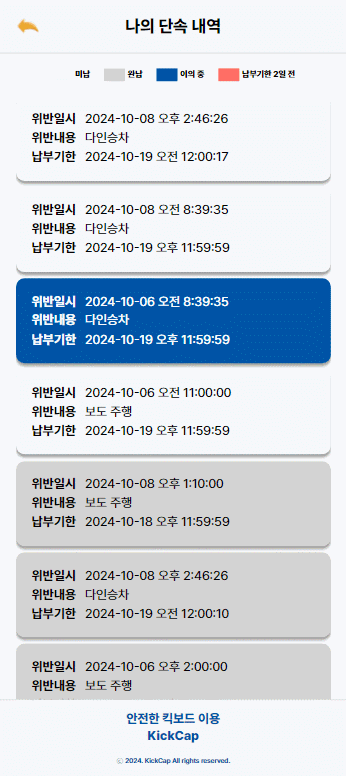 나의 단속 내역
미납 완납 이의 중 납부기한 2일 전
위반일시 2024-10-08 오후 2:46:26
위반내용 다인승차
납부기한 2024-10-19 오전 12:00:17
위반일시 2024-10-08 오전 8:39:35
위반내용 다인승차
납부기한 2024-10-19 오후 11:59:59
위반일시 2024-10-06 오전 8:39:35
위반내용 다인승차
납부기한 2024-10-19 오후 11:59:59
위반일시 2024-10-06 오전 11:00:00
위반내용 보도 주행
납부기한 2024-10-19 오후 11:59:59
위반일시 2024-10-08 오후 1:10:00
위반내용 보도 주행
납부기한 2024-10-18 오후 11:59:59
위반일시 2024-10-08 오후 2:46:26
위반내용 다인승차
납부기한 2024-10-19 오전 12:00:10
위반일시 2024-10-06 오후 2:00:00
위반내용 보도 주행
안전한 킥보드 이용
KickCap
ⓒ 2024. KickCap All rights reserved.